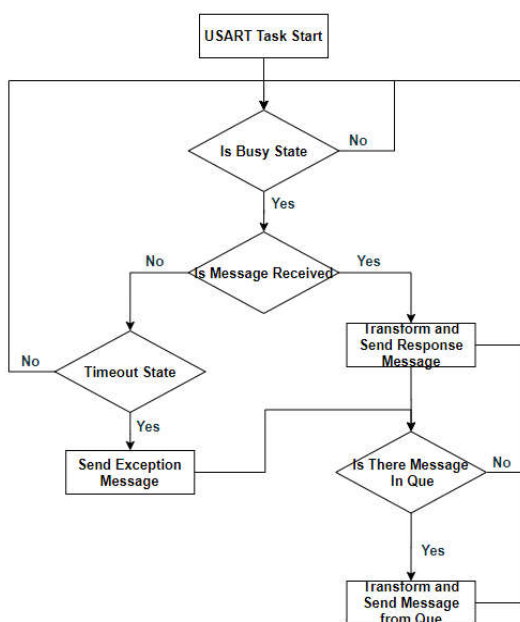 USART Task Start
Is Busy State
No
Yes
No
Is Message Received
Yes
Transform and
Send Response
Message
No
Timeout State
Yes
Send Exception
Message
Is There Message
In Que
No
Yes
Transform and
Send Message
from Que